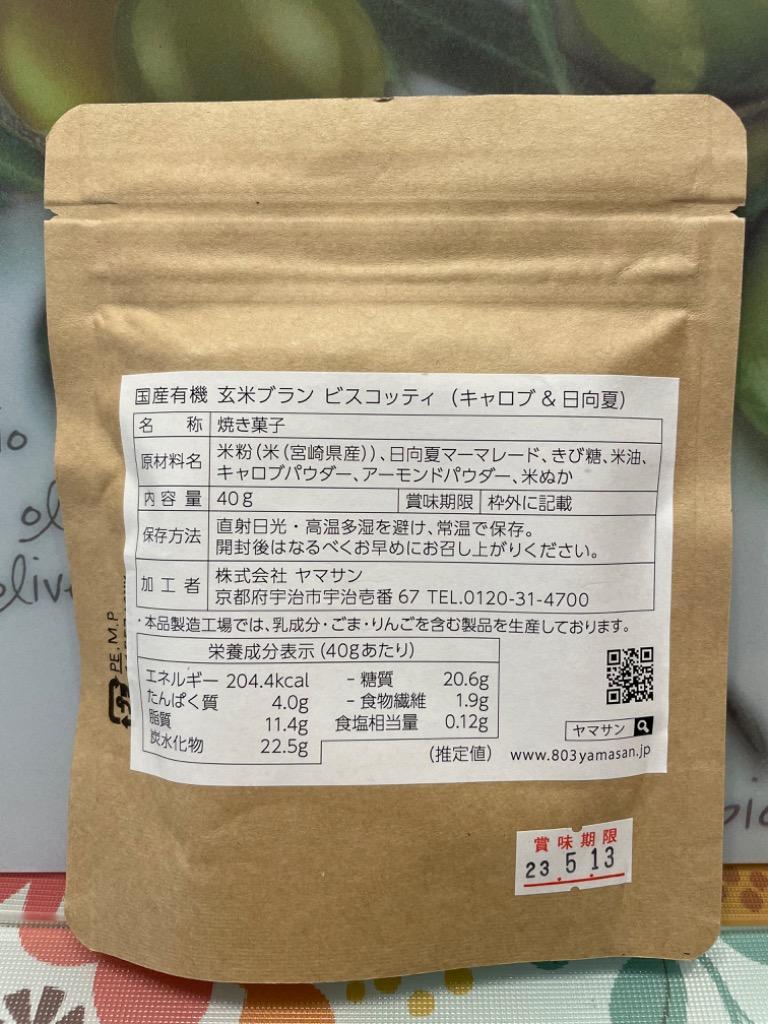 国産有機 玄米ブラン ビスコッティ (キャロブ & 日向夏)
名 称 焼き菓子
原材料名 米粉(米(宮崎県産))、日向夏マーマレード、きび糖、米油、
キャロブパウダー、アーモンドパウダー、米ぬか
内容量 40g 賞味期限 枠外に記載
保存方法 直射日光・高温多湿を避け、常温で保存。
開封後はなるべくお早めにお召し上がりください。
加工者 株式会社 ヤマサン
京都府宇治市宇治壱番 67 TEL.0120-31-4700
・本品製造工場では、乳成分・ごま・りんごを含む製品を生産しております。
栄養成分表示 (40gあたり)
エネルギー 204.4kcal - 糖質 20.6g
たんぱく質 4.0g - 食物繊維 1.9g
脂質 11.4g 食塩相当量 0.12g
炭水化物 22.5g
(推定値)
ヤマサン
www.803yamasan.jp
PE, M, P
賞味期限
23.5.13